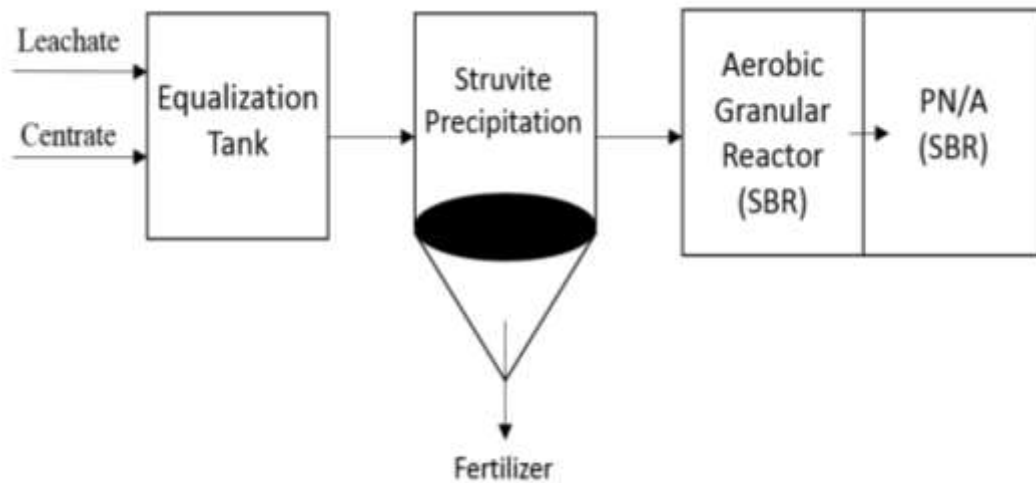 Leachate
Centrate
Equalization
Tank
Struvite
Precipitation
Aerobic
Granular
Reactor
(SBR)
PN/A
(SBR)
Fertilizer